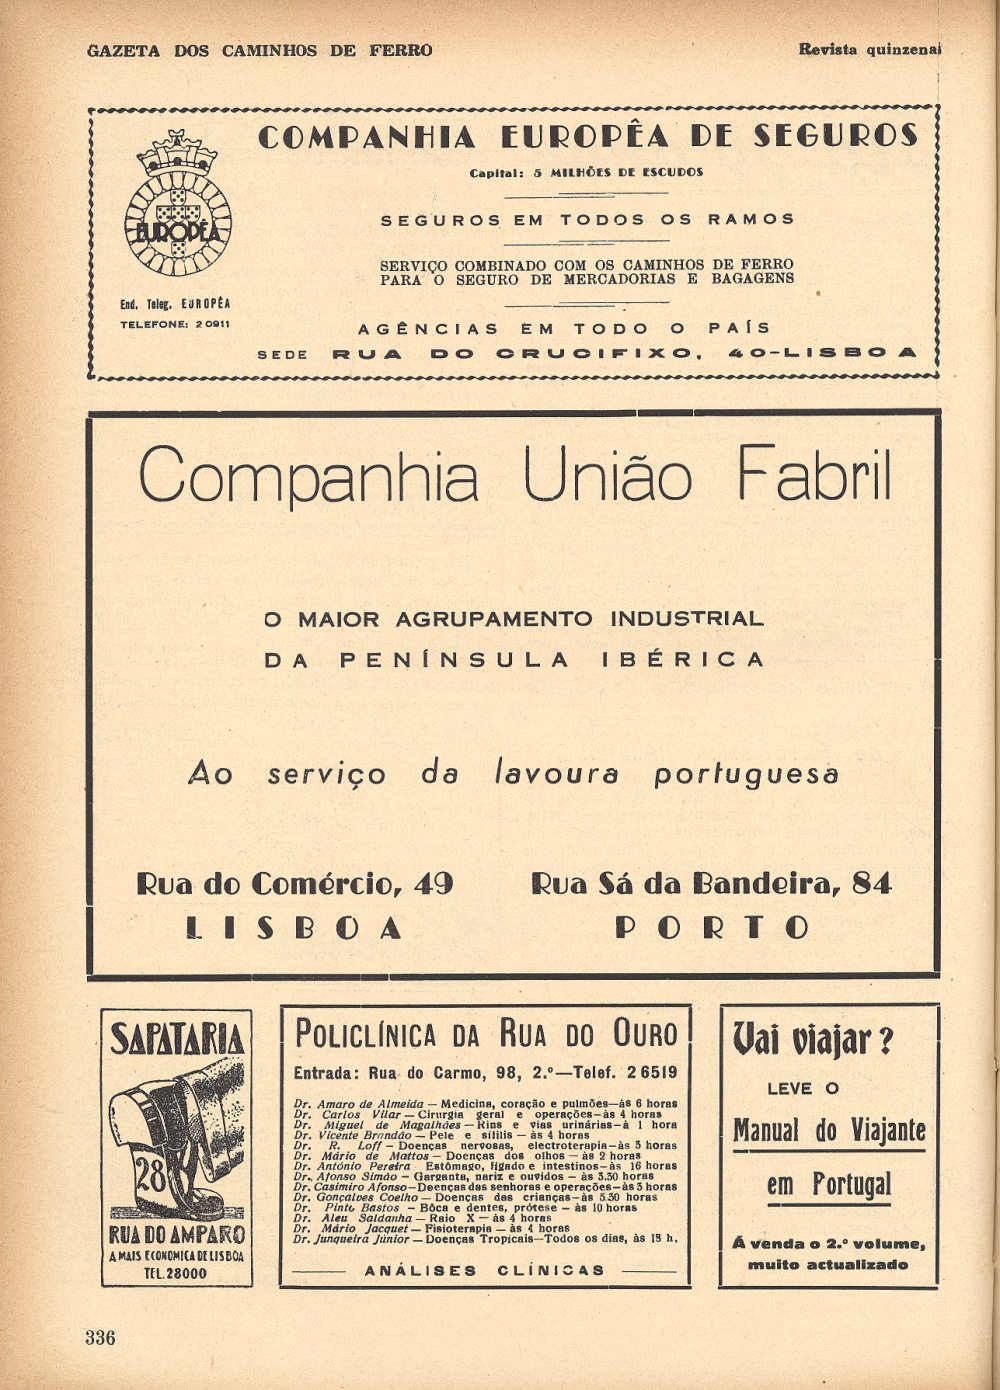 GAZETA DOS CAMINHOS DE FERRO
Revista quinzenal
COMPANHIA EUROPÊA DE SEGUROS
Capital: 5 MILHÕES DE ESCUDOS
SEGUROS EM TODOS OS RAMOS
SERVIÇO COMBINADO COM OS CAMINHOS DE FERRO
PARA O SEGURO DE MERCADORIAS E BAGAGENS
AGÊNCIAS EM TODO O PAÍS
SEDE RUA DO CRUCIFIXO, 40-LISBOA
EUROPÊA
End. Teleg. EUROPÊA
TELEFONE: 20911
Companhia União Fabril
O MAIOR AGRUPAMENTO INDUSTRIAL
DA PENÍNSULA IBÉRICA
Ao serviço da lavoura portuguesa
Rua do Comércio, 49
LISBOA
Rua Sá da Bandeira, 84
PORTO
SAPATARIA
28
RUA DO AMPARO
A MAIS ECONOMICA DE LISBOA
TEL. 28000
POLICLÍNICA DA RUA DO OURO
Entrada: Rua do Carmo, 98, 2.º—Telef. 26519
Dr. Amaro de Almeida — Medicina, coração e pulmões—às 6 horas
Dr. Carlos Vilar — Cirurgia geral e operações—às 4 horas
Dr. Miguel de Magalhães — Rins e vias urinárias—à 1 hora
Dr. Vicente Brandão — Pele e sífilis — às 4 horas
Dr. R. Loff — Doenças nervosas, electroterapia—às 3 horas
Dr. Mário de Mattos — Doenças dos olhos — às 2 horas
Dr. António Pereira Estômago, fígado e intestinos—às 16 horas
Dr. Afonso Simão — Garganta, nariz e ouvidos — às 3.30 horas
Dr. Casimiro Afonso—Doenças das senhoras e operações—às 3 horas
Dr. Gonçalves Coelho — Doenças das crianças—às 5.30 horas
Dr. Pinto Bastos — Bôca e dentes, prótese — às 10 horas
Dr. Aleu Saldanha — Raio X — às 4 horas
Dr. Mário Jacquet — Fisioterapia — às 4 horas
Dr. Junqueira Júnior — Doenças Tropicais—Todos os dias, às 18 h.
ANÁLISES CLÍNICAS
Vai viajar?
LEVE O
Manual do Viajante
em Portugal
Á venda o 2.º volume,
muito actualizado
336